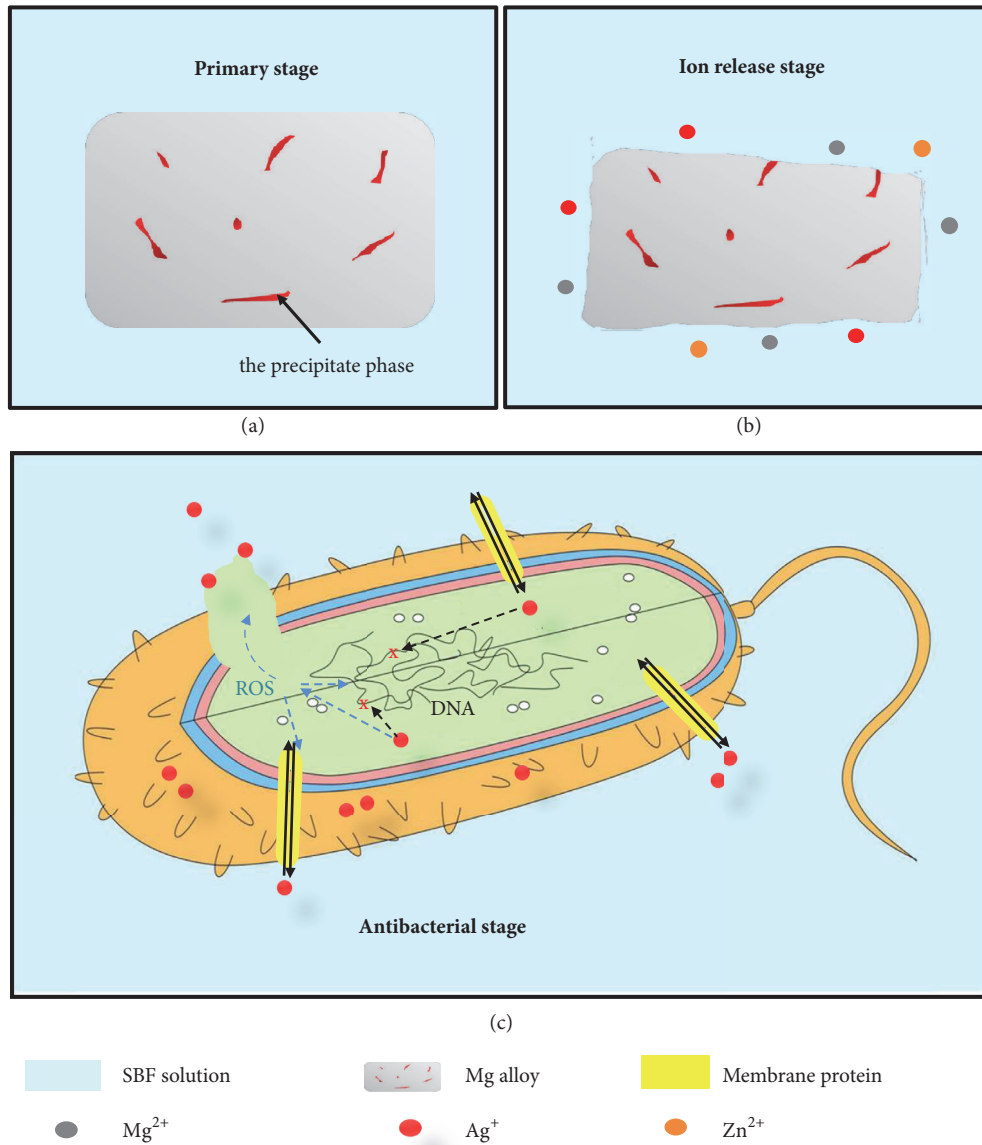 Primary stage
the precipitate phase
(a)
Ion release stage
(b)
ROS
x
x
DNA
Antibacterial stage
(c)
SBF solution
Mg alloy
Membrane protein
Mg²⁺
Ag⁺
Zn²⁺